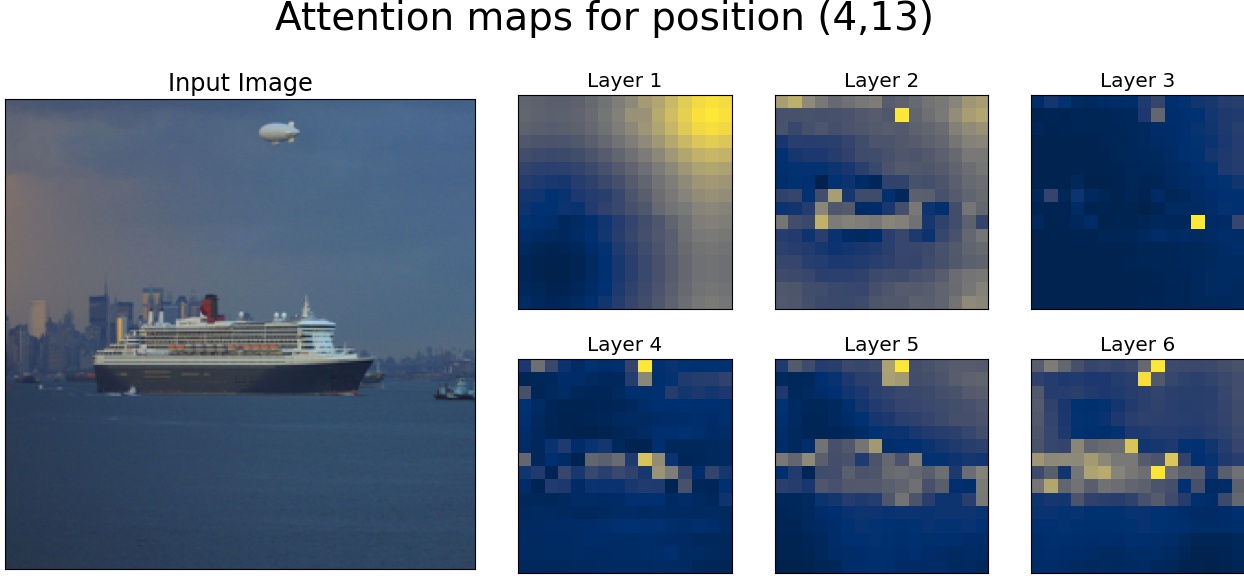 Attention maps for position (4,13)
Input Image
Layer 1
Layer 2
Layer 3
Layer 4
Layer 5
Layer 6